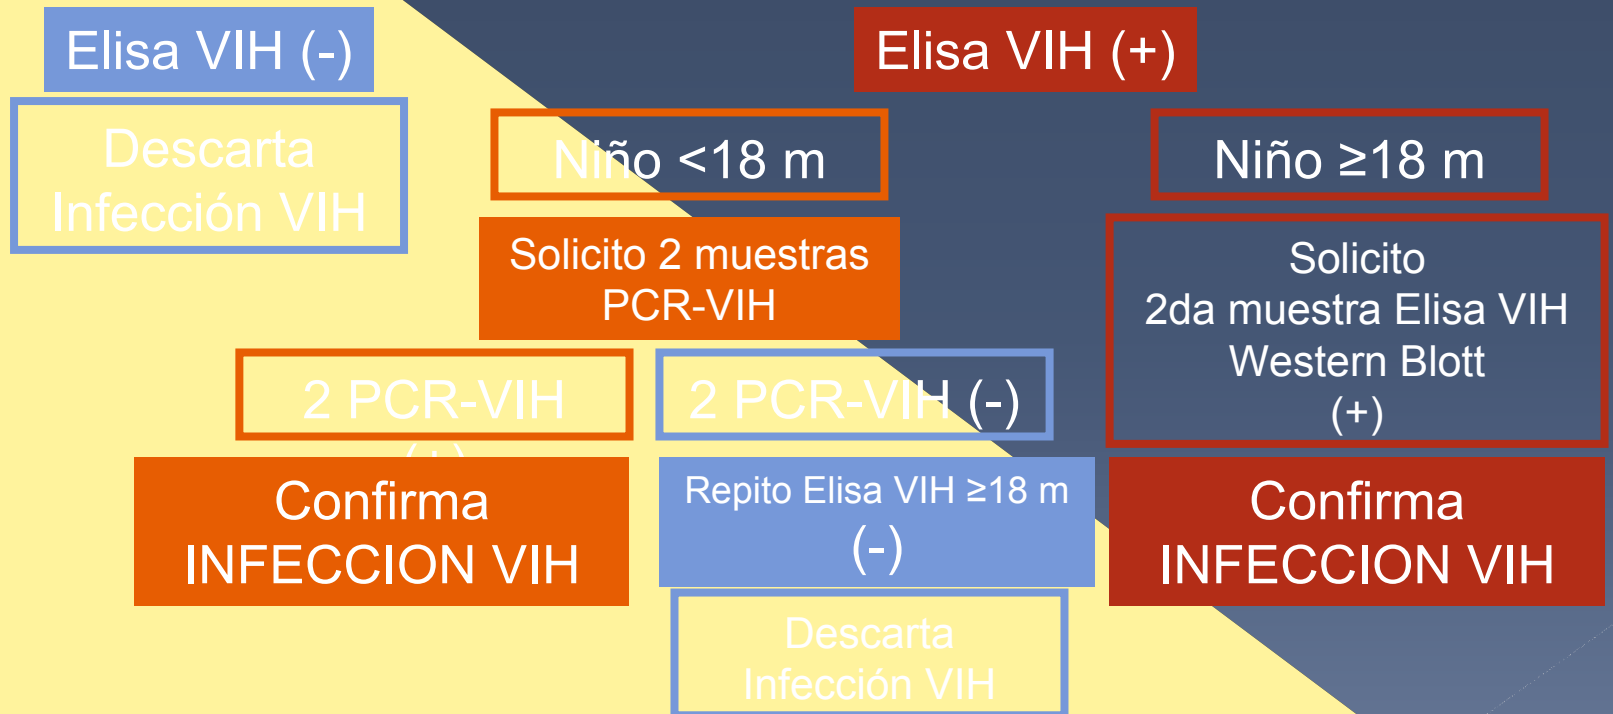 Elisa VIH (-)
Elisa VIH (+)
Descarta
Infección VIH
Niño <18 m
Niño ≥18 m
Solicito 2 muestras
PCR-VIH
Solicito
2da muestra Elisa VIH
Western Blott
(+)
2 PCR-VIH
(+)
2 PCR-VIH (-)
Confirma
INFECCION VIH
Repito Elisa VIH ≥18 m
(-)
Confirma
INFECCION VIH
Descarta
Infección VIH